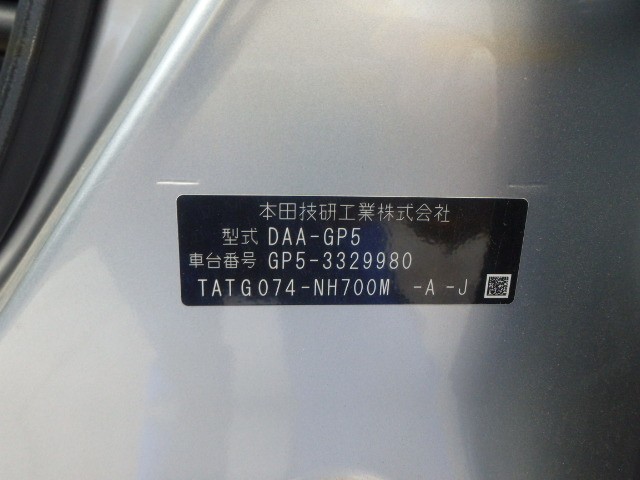 本田技研工業株式会社
型式 DAA-GP5
車台番号 GP5-3329980
TATG074-NH700M -A -J